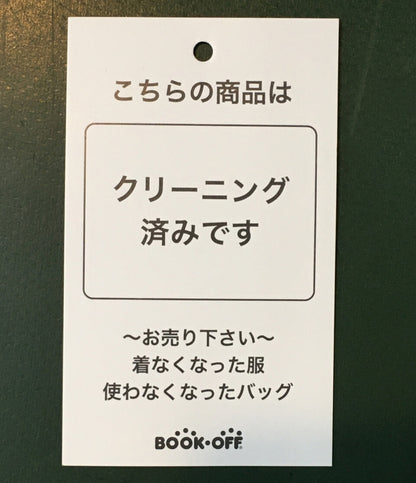 こちらの商品は
クリーニング
済みです
～お売り下さい～
着なくなった服
使わなくなったバッグ
BOOK・OFF